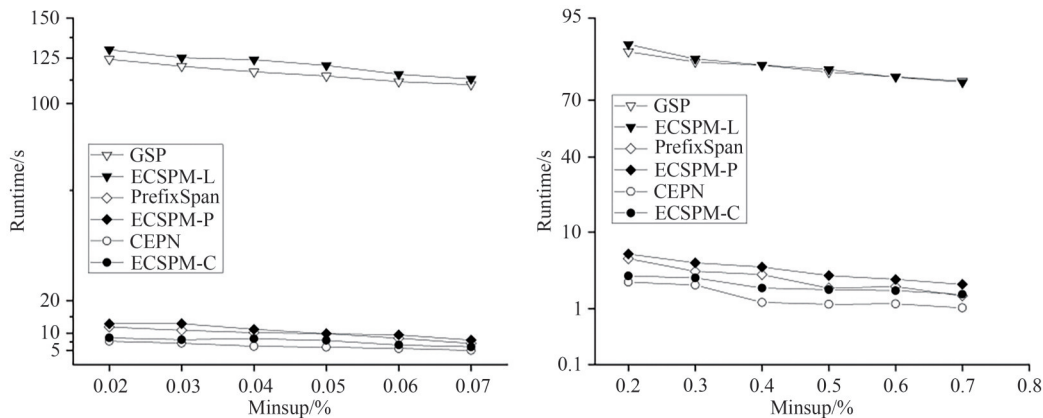 150
125
100
20
10
5
Runtime/s
GSP
ECSPM-L
PrefixSpan
ECSPM-P
CEPN
ECSPM-C
0.02 0.03 0.04 0.05 0.06 0.07
Minsup/%
95
70
40
10
1
0.1
Runtime/s
GSP
ECSPM-L
PrefixSpan
ECSPM-P
CEPN
ECSPM-C
0.2 0.3 0.4 0.5 0.6 0.7 0.8
Minsup/%